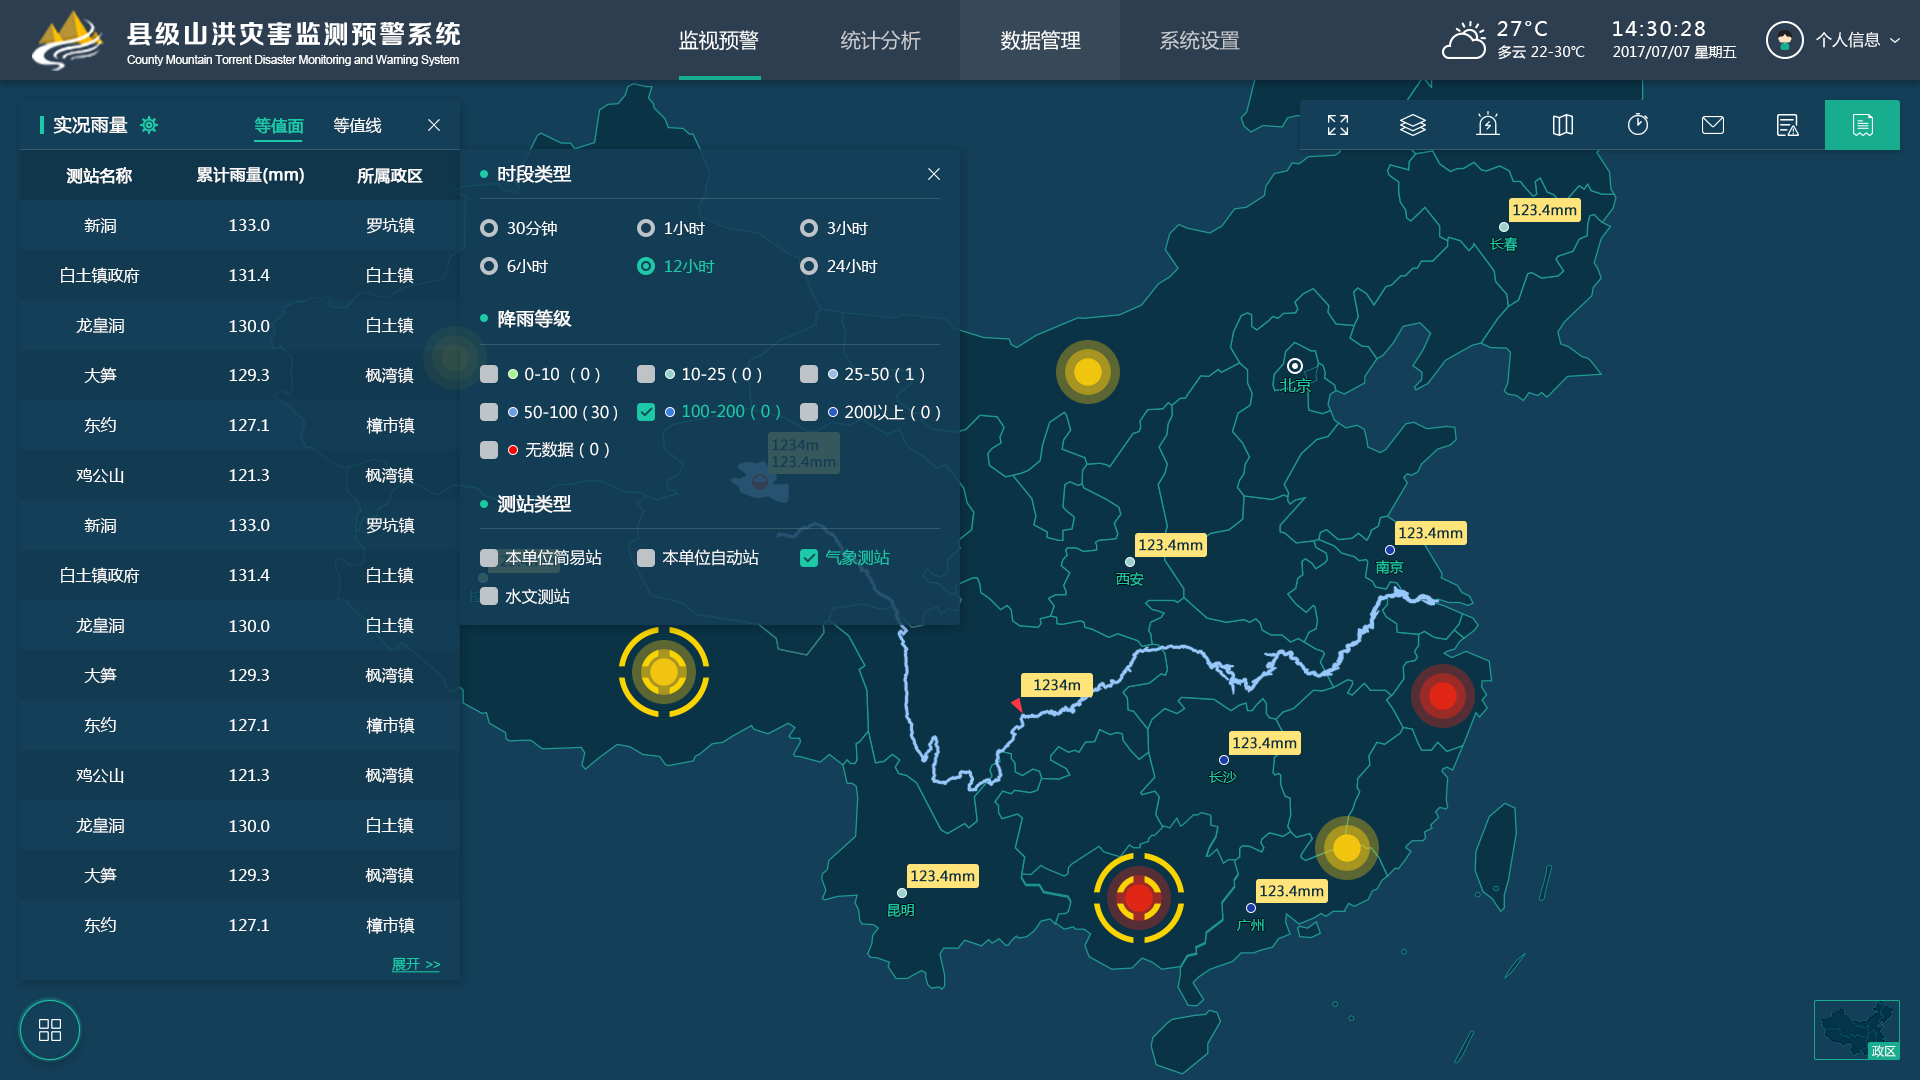 县级山洪灾害监测预警系统
County Mountain Torrent Disaster Monitoring and Warning System
监视预警 统计分析 数据管理 系统设置
27°C
多云 22-30℃
14:30:28
2017/07/07 星期五
个人信息
实况雨量 等值面 等值线
测站名称 累计雨量(mm) 所属政区
新洞 133.0 罗坑镇
白土镇政府 131.4 白土镇
龙皇洞 130.0 白土镇
大笋 129.3 枫湾镇
东约 127.1 樟市镇
鸡公山 121.3 枫湾镇
新洞 133.0 罗坑镇
白土镇政府 131.4 白土镇
龙皇洞 130.0 白土镇
大笋 129.3 枫湾镇
东约 127.1 樟市镇
鸡公山 121.3 枫湾镇
龙皇洞 130.0 白土镇
大笋 129.3 枫湾镇
东约 127.1 樟市镇
展开 >>
时段类型
30分钟 1小时 3小时
6小时 12小时 24小时
降雨等级
0-10 ( 0 ) 10-25 ( 0 ) 25-50 ( 1 )
50-100 ( 30 ) 100-200 ( 0 ) 200以上 ( 0 )
无数据 ( 0 )
测站类型
本单位简易站 本单位自动站 气象测站
水文测站
1234m
123.4mm
123.4mm
长春
北京
123.4mm
西安
123.4mm
南京
1234m
123.4mm
长沙
123.4mm
昆明
123.4mm
广州
政区